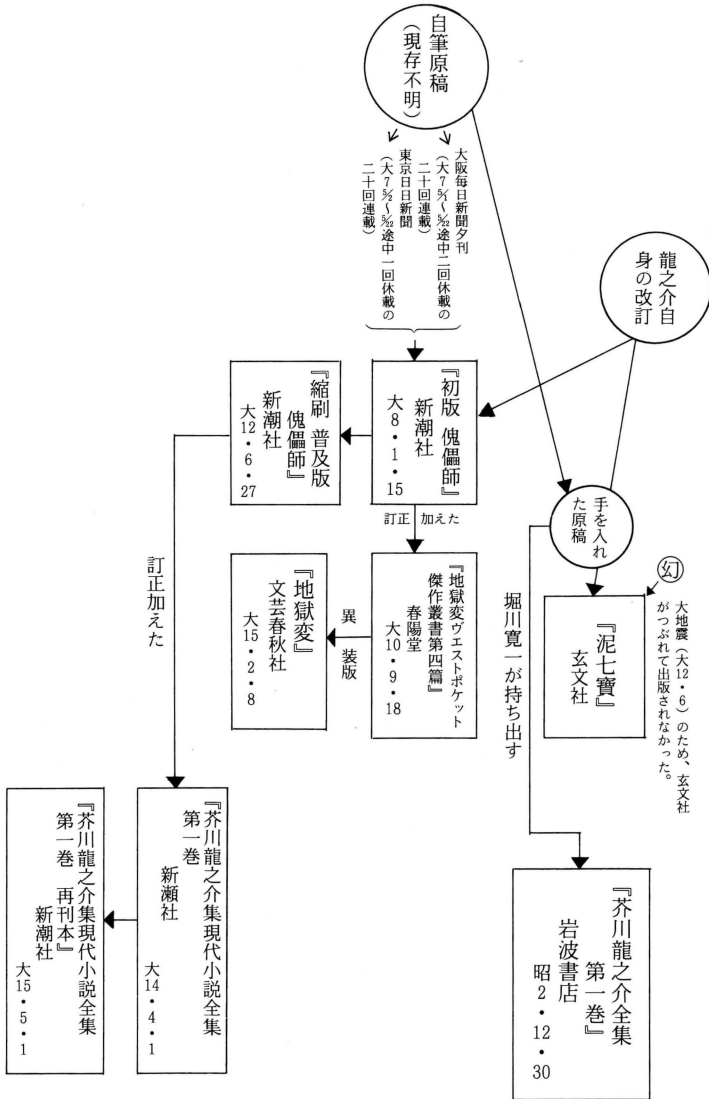 龍之介自
身の改訂
自筆原稿
(現存不明)
大阪毎日新聞夕刊
(大7 5/1〜5/22途中二回休載の
二十回連載)
東京日日新聞
(大7 5/2〜5/22途中一回休載の
二十回連載)
手を入れ
た原稿
幻
大地震(大12・6)のため、玄文社
がつぶれて出版されなかった。
『泥七寶』
玄文社
堀川寛一が持ち出す
『芥川龍之介全集
第一巻』
岩波書店
昭2・12・30
『初版 傀儡師』
新潮社
大8・1・15
訂正 加えた
『地獄変ヴエストポケット
傑作叢書第四篇』
春陽堂
大10・9・18
異装版
『地獄変』
文芸春秋社
大15・2・8
『縮刷 普及版
傀儡師』
新潮社
大12・6・27
訂正加えた
『芥川龍之介集現代小説全集
第一巻
新瀬社
大14・4・1
『芥川龍之介集現代小説全集
第一巻 再刊本』
新潮社
大15・5・1